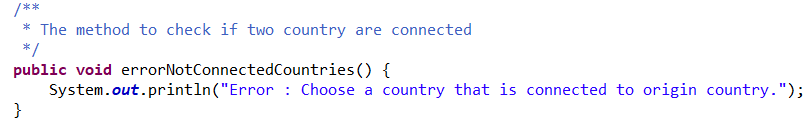 /**
 * The method to check if two country are connected
 */
public void errorNotConnectedCountries() {
    System.out.println("Error : Choose a country that is connected to origin country.");
}